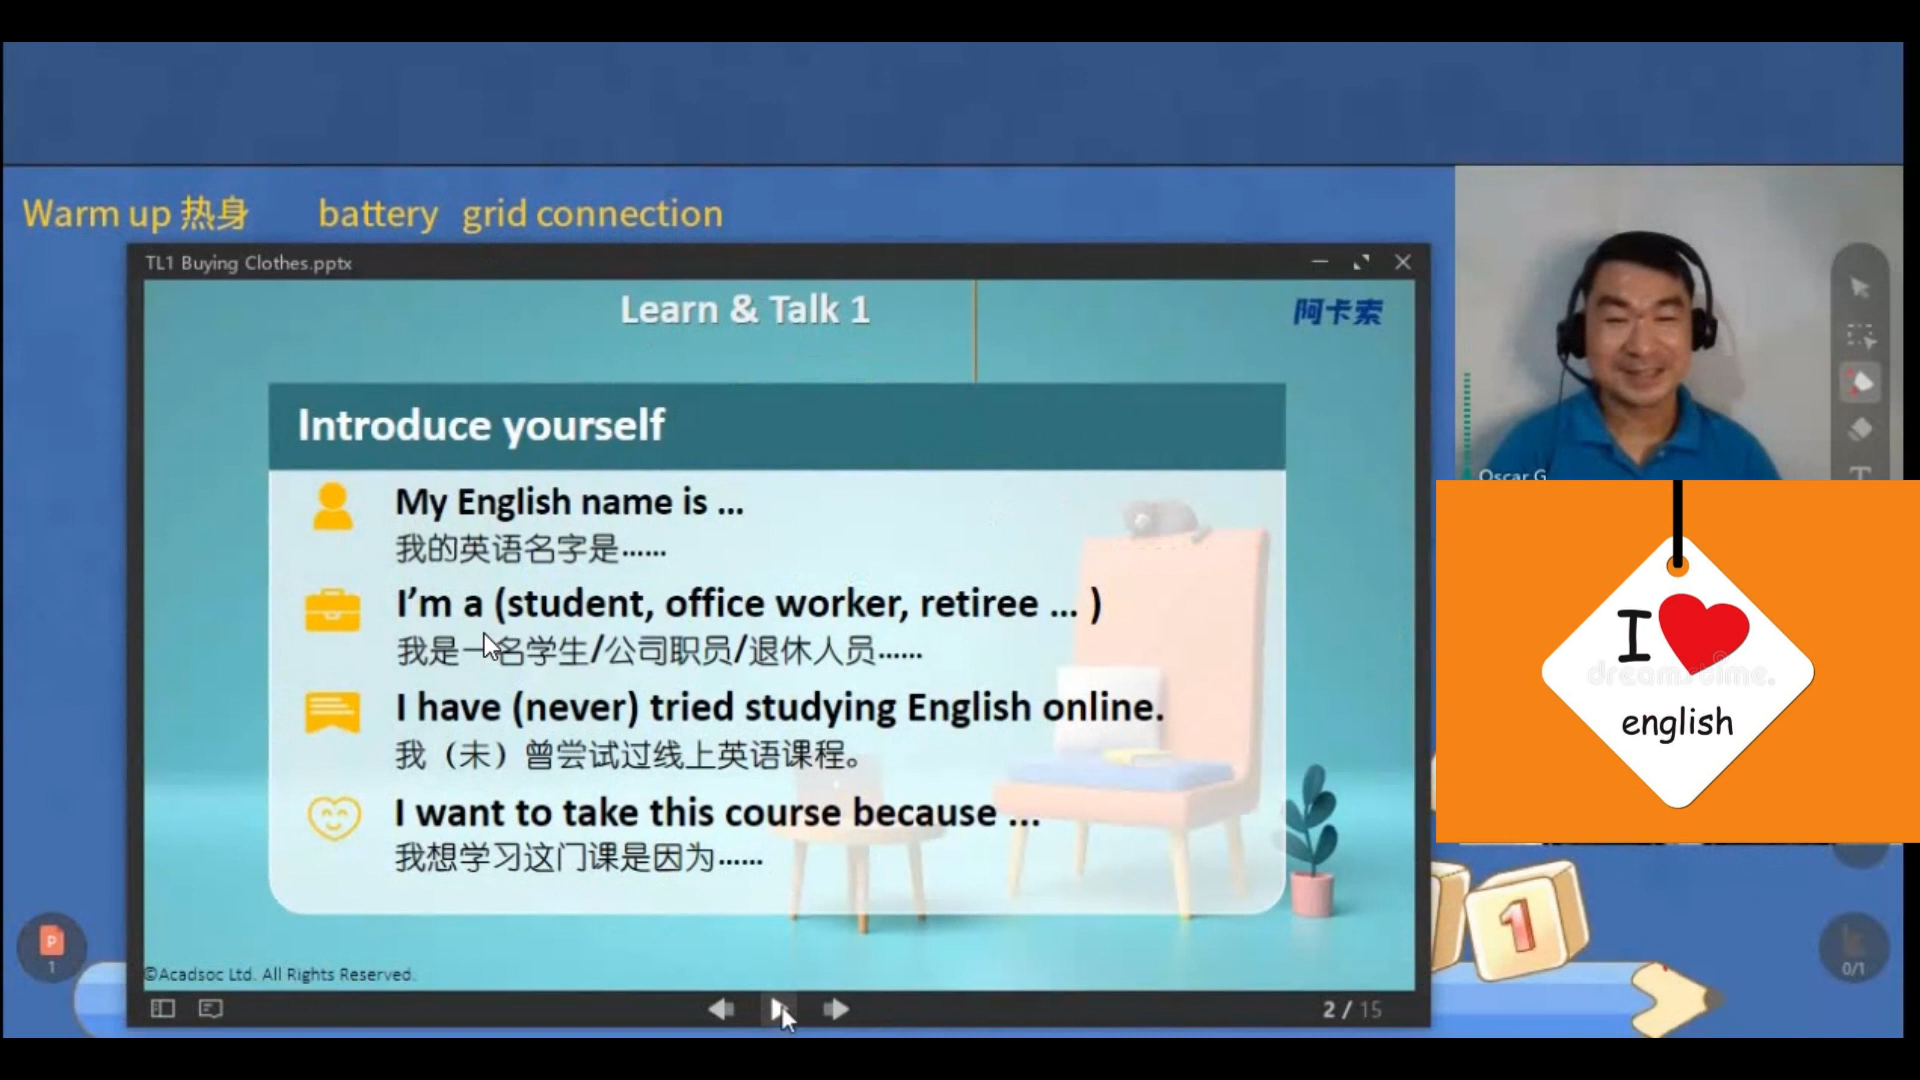 Warm up 热身 battery grid connection
TL1 Buying Clothes.pptx
Learn & Talk 1
阿卡索
Introduce yourself
My English name is ...
我的英语名字是……
I'm a (student, office worker, retiree ... )
我是一名学生/公司职员/退休人员……
I have (never) tried studying English online.
我（未）曾尝试过线上英语课程。
I want to take this course because ...
我想学习这门课是因为……
©Acadsoc Ltd. All Rights Reserved.
2 / 15
Oscar G
I
dreamstime.
english
P
1
1
0/1